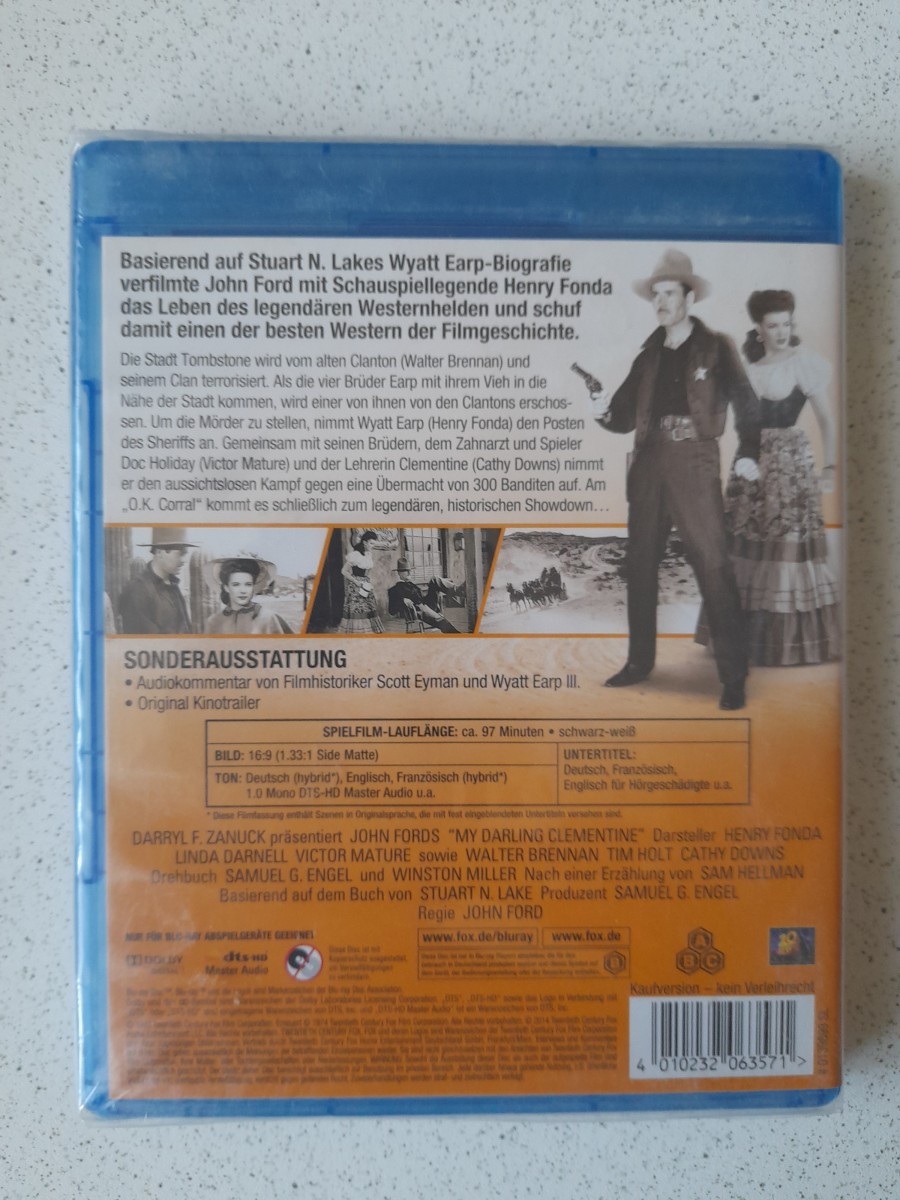 Basierend auf Stuart N. Lakes Wyatt Earp-Biografie
verfilmte John Ford mit Schauspiellegende Henry Fonda
das Leben des legendären Westernhelden und schuf
damit einen der besten Western der Filmgeschichte.
Die Stadt Tombstone wird vom alten Clanton (Walter Brennan) und
seinem Clan terrorisiert. Als die vier Brüder Earp mit ihrem Vieh in die
Nähe der Stadt kommen, wird einer von ihnen von den Clantons erschos-
sen. Um die Mörder zu stellen, nimmt Wyatt Earp (Henry Fonda) den Posten
des Sheriffs an. Gemeinsam mit seinen Brüdern, dem Zahnarzt und Spieler
Doc Holiday (Victor Mature) und der Lehrerin Clementine (Cathy Downs) nimmt
er den aussichtslosen Kampf gegen eine Übermacht von 300 Banditen auf. Am
„O.K. Corral“ kommt es schließlich zum legendären, historischen Showdown…
SONDERAUSSTATTUNG
• Audiokommentar von Filmhistoriker Scott Eyman und Wyatt Earp III.
• Original Kinotrailer
SPIELFILM-LAUFLÄNGE: ca. 97 Minuten • schwarz-weiß
BILD: 16:9 (1.33:1 Side Matte)
TON: Deutsch (hybrid*), Englisch, Französisch (hybrid*)
1.0 Mono DTS-HD Master Audio u.a.
UNTERTITEL:
Deutsch, Französisch,
Englisch für Hörgeschädigte u.a.
* Diese Filmfassung enthält Szenen in Originalsprache, die mit fest eingeblendeten Untertiteln versehen sind.
DARRYL F. ZANUCK präsentiert JOHN FORDS "MY DARLING CLEMENTINE" Darsteller HENRY FONDA
LINDA DARNELL VICTOR MATURE sowie WALTER BRENNAN TIM HOLT CATHY DOWNS
Drehbuch SAMUEL G. ENGEL und WINSTON MILLER Nach einer Erzählung von SAM HELLMAN
Basierend auf dem Buch von STUART N. LAKE Produzent SAMUEL G. ENGEL
Regie JOHN FORD
NUR FÜR BLU-RAY ABSPIELGERÄTE GEEIGNET
DOLBY
dts-HD
Master Audio
www.fox.de/bluray
www.fox.de
A
B
C
Kaufversion – kein Verleihrecht
4 010232 063571 >